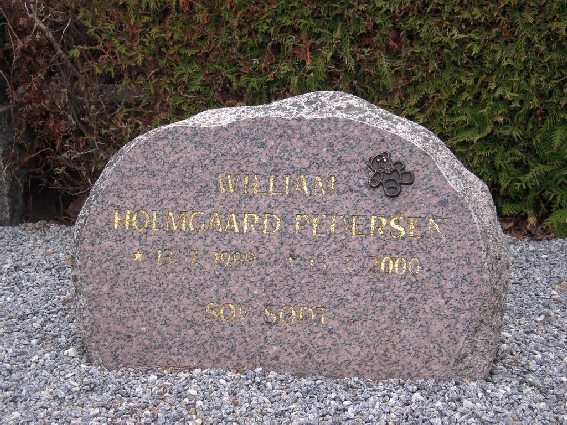 WILLIAM
HOLMGAARD PEDERSEN
2000
SOV SØDT